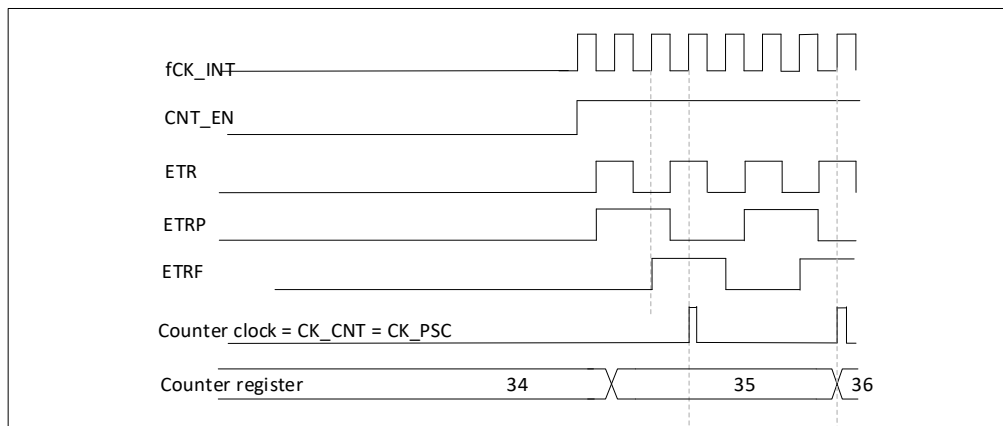 fCK_INT
CNT_EN
ETR
ETRP
ETRF
Counter clock = CK_CNT = CK_PSC
Counter register 34 35 36